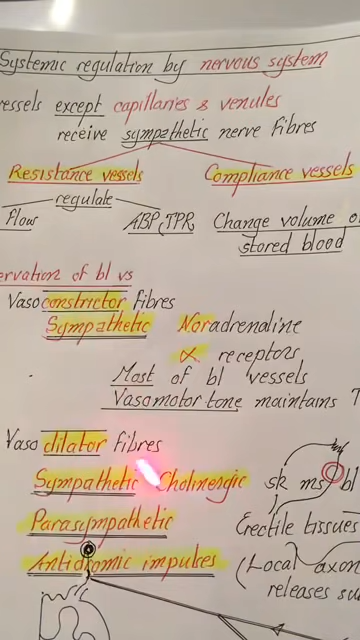 Systemic regulation by nervous system
vessels except capillaries & venules
receive sympathetic nerve fibres
Resistance vessels Compliance vessels
regulate
flow ABP, TPR Change volume o
stored blood
ervation of bl vs
Vasoconstrictor fibres
Sympathetic Noradrenaline
α receptors
Most of bl vessels
Vasomotor tone maintains T
Vasodilator fibres
Sympathetic Cholinergic sk ms bl
Parasympathetic Erectile tissues
Antidromic impulses (Local axon
releases su